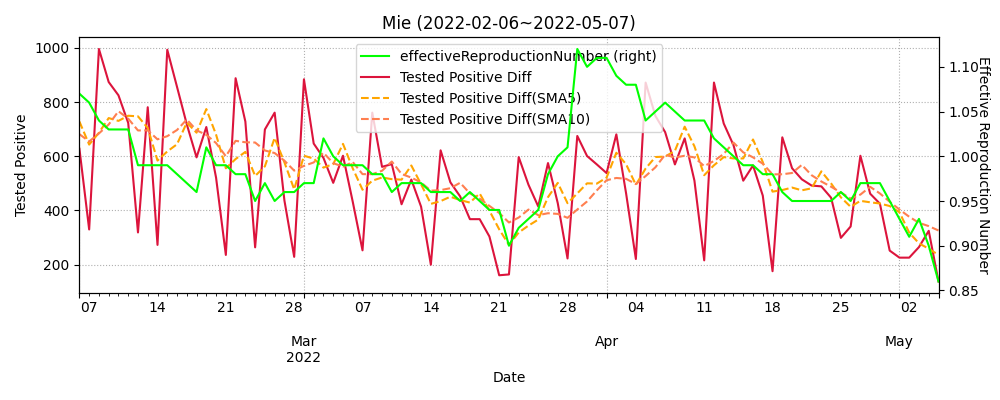 Mie (2022-02-06~2022-05-07)
effectiveReproductionNumber (right)
Tested Positive Diff
Tested Positive Diff(SMA5)
Tested Positive Diff(SMA10)
Tested Positive
1000
800
600
400
200
Effective Reproduction Number
1.10
1.05
1.00
0.95
0.90
0.85
07 14 21 28 07 14 21 28 04 11 18 25 02
Mar Apr May
2022
Date